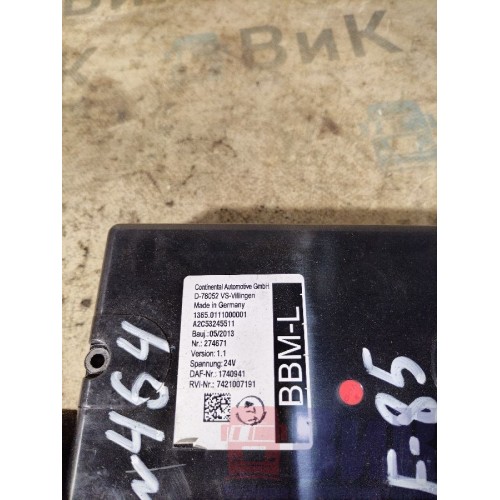 ВиК
Continental Automotive GmbH
D-78052 VS-Villingen
Made in Germany
1365.0111000001
A2C53245511
Bauj.: 05/2013
Nr.: 274671
Version: 1.1
Spannung: 24V
DAF-Nr.: 1740941
RVI-Nr.: 7421007191
BBM-L
464
F-85